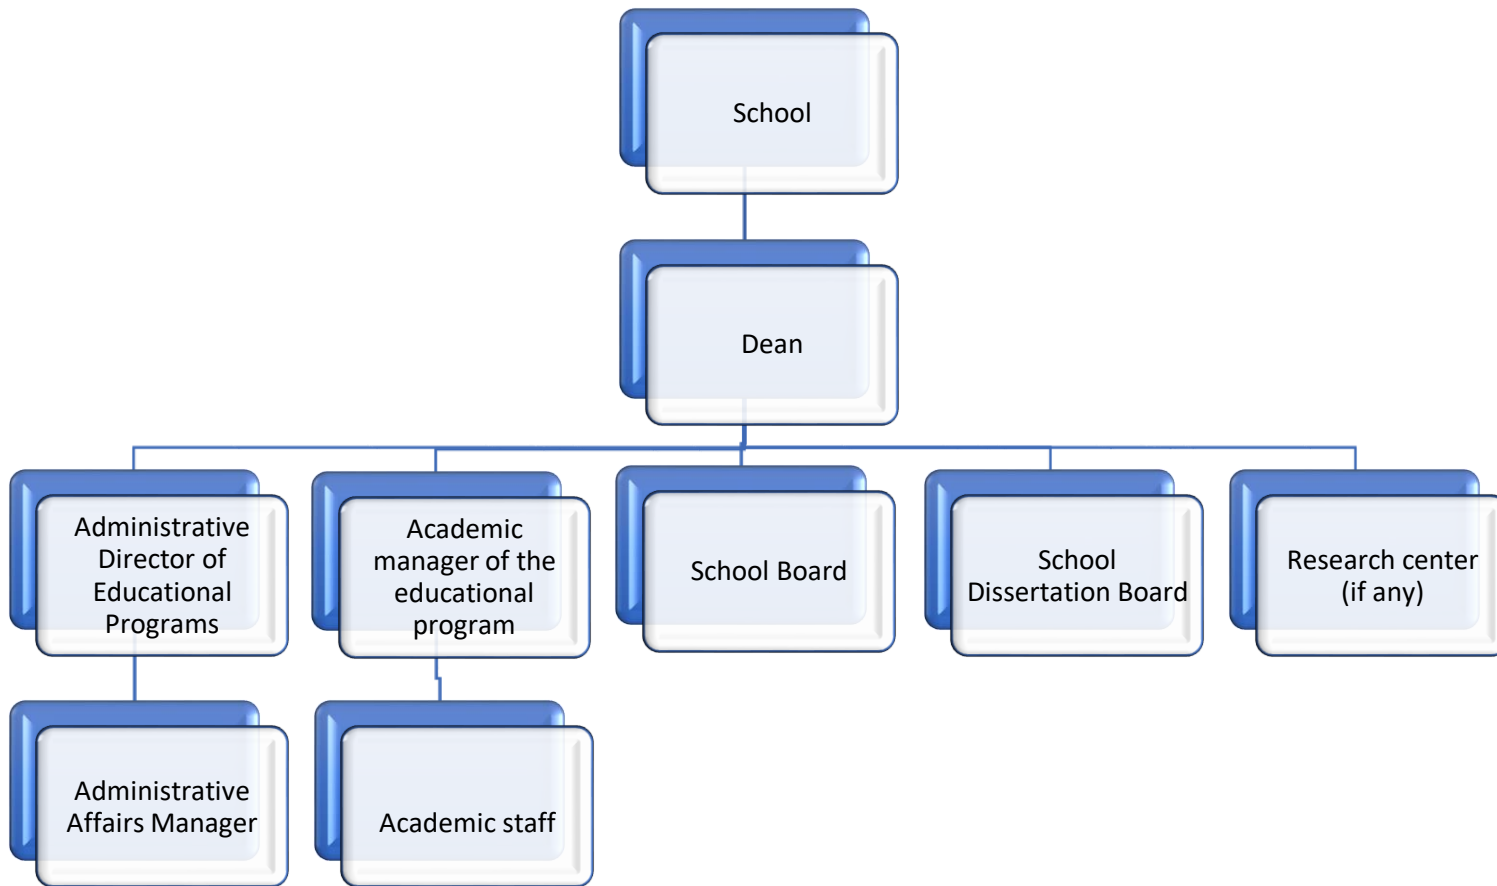 School
Dean
Administrative
Director of
Educational
Programs
Academic
manager of the
educational
program
School Board
School
Dissertation Board
Research center
(if any)
Administrative
Affairs Manager
Academic staff